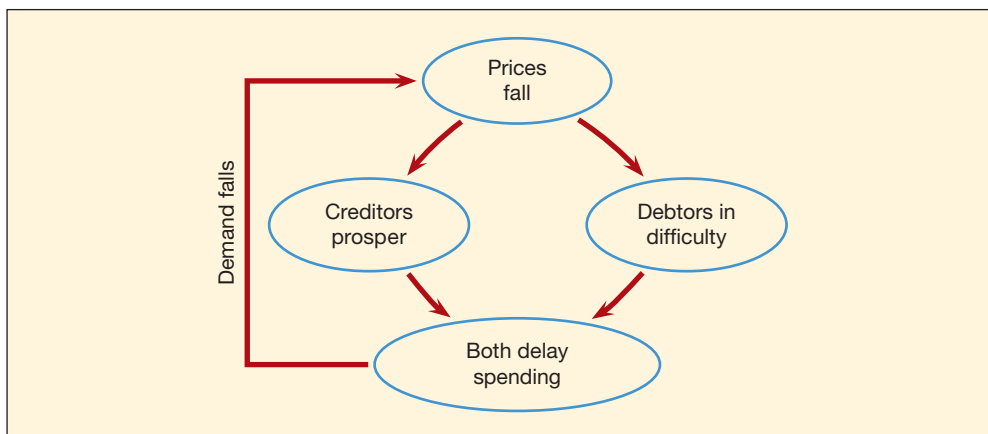 Prices
fall
Demand falls
Creditors
prosper
Debtors in
difficulty
Both delay
spending